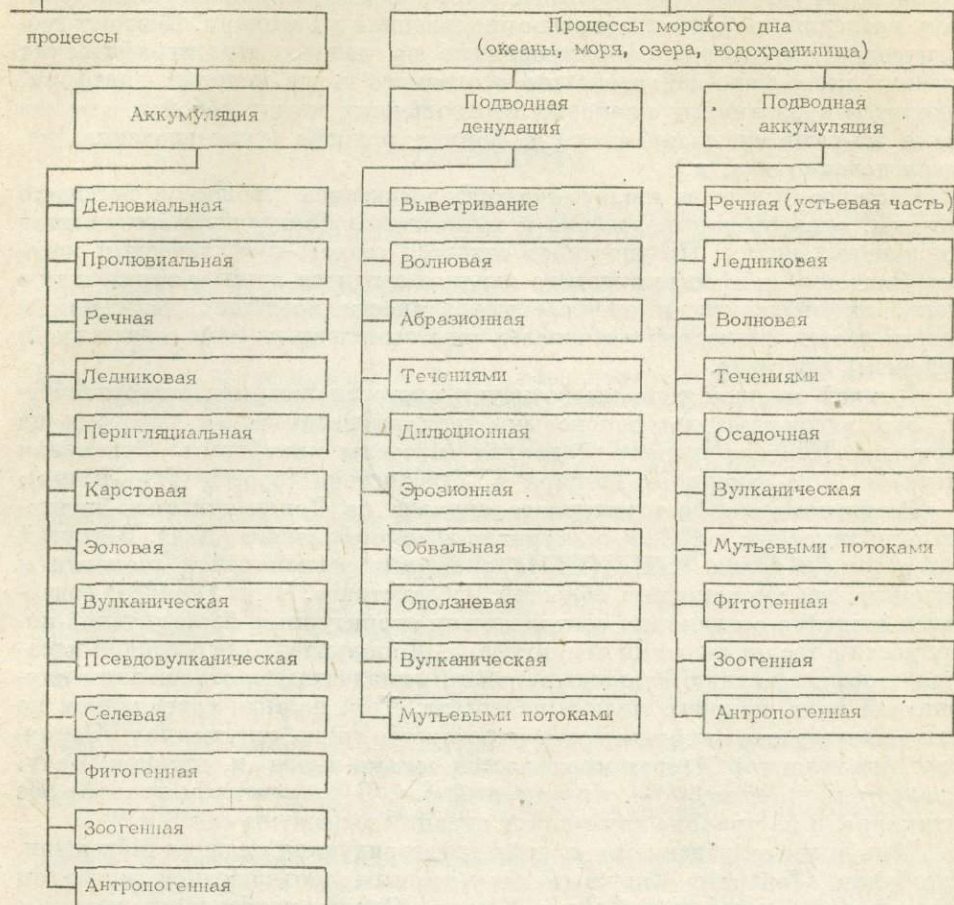 процессы
Процессы морского дна
(океаны, моря, озера, водохранилища)
Аккумуляция
Делювиальная
Пролювиальная
Речная
Ледниковая
Перигляциальная
Карстовая
Эоловая
Вулканическая
Псевдовулканическая
Селевая
Фитогенная
Зоогенная
Антропогенная
Подводная
денудация
Выветривание
Волновая
Абразионная
Течениями
Дилюционная
Эрозионная
Обвальная
Оползневая
Вулканическая
Мутьевыми потоками
Подводная
аккумуляция
Речная (устьевая часть)
Ледниковая
Волновая
Течениями
Осадочная
Вулканическая
Мутьевыми потоками
Фитогенная
Зоогенная
Антропогенная